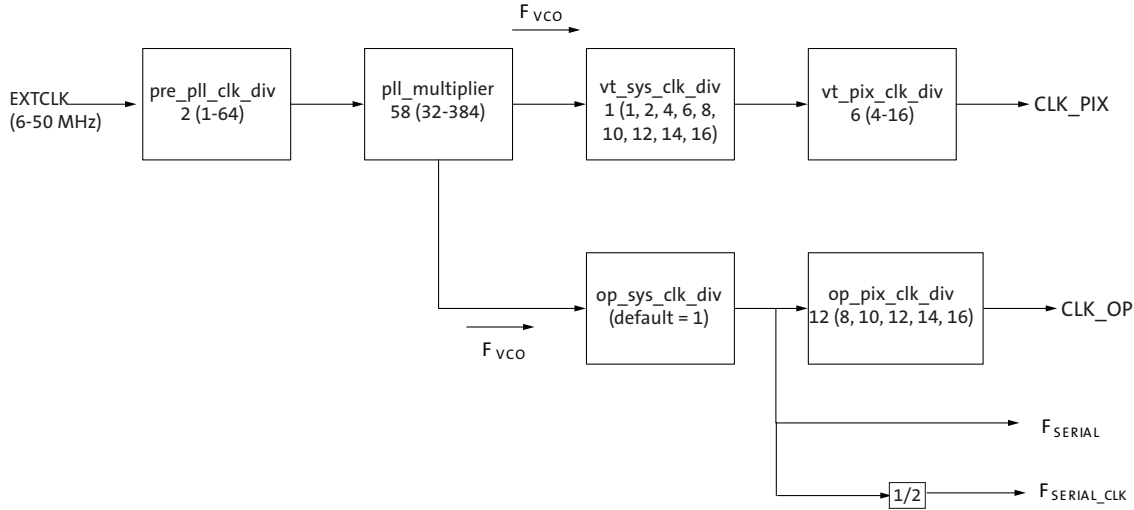 F VCO
EXTCLK
(6-50 MHz)
pre_pll_clk_div
2 (1-64)
pll_multiplier
58 (32-384)
vt_sys_clk_div
1 (1, 2, 4, 6, 8,
10, 12, 14, 16)
vt_pix_clk_div
6 (4-16)
CLK_PIX
op_sys_clk_div
(default = 1)
op_pix_clk_div
12 (8, 10, 12, 14, 16)
CLK_OP
F VCO
FSERIAL
1/2
FSERIAL_CLK